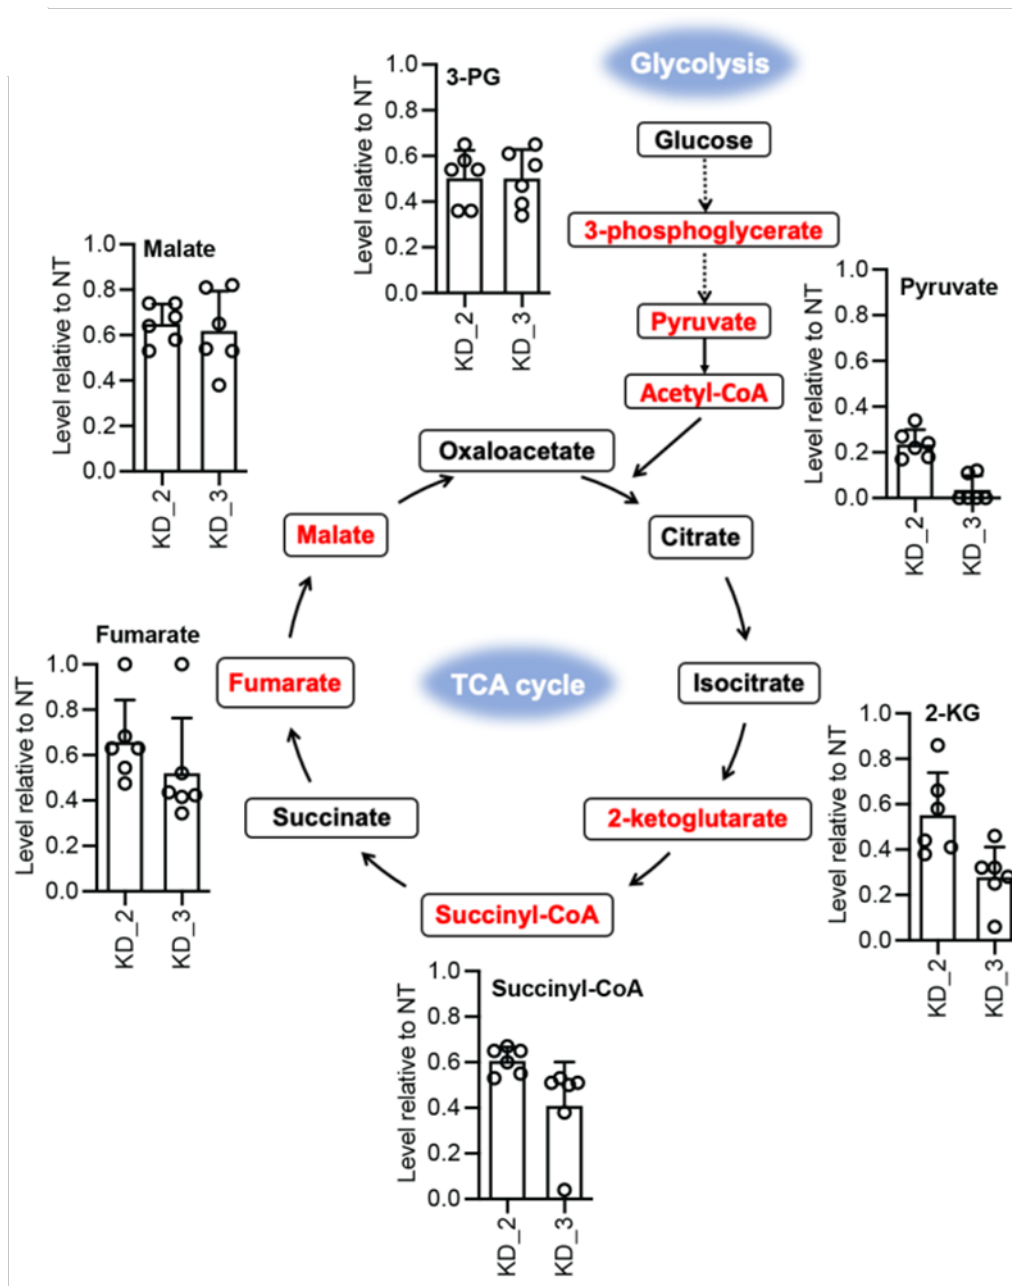 Glycolysis
Glucose
3-phosphoglycerate
Pyruvate
Acetyl-CoA
Oxaloacetate
Citrate
Isocitrate
2-ketoglutarate
Succinyl-CoA
Succinate
Fumarate
Malate
TCA cycle
3-PG
Level relative to NT
1.0
0.8
0.6
0.4
0.2
0.0
KD_2
KD_3
Malate
Level relative to NT
1.0
0.8
0.6
0.4
0.2
0.0
KD_2
KD_3
Pyruvate
Level relative to NT
1.0
0.8
0.6
0.4
0.2
0.0
KD_2
KD_3
Fumarate
Level relative to NT
1.0
0.8
0.6
0.4
0.2
0.0
KD_2
KD_3
2-KG
Level relative to NT
1.0
0.8
0.6
0.4
0.2
0.0
KD_2
KD_3
Succinyl-CoA
Level relative to NT
1.0
0.8
0.6
0.4
0.2
0.0
KD_2
KD_3